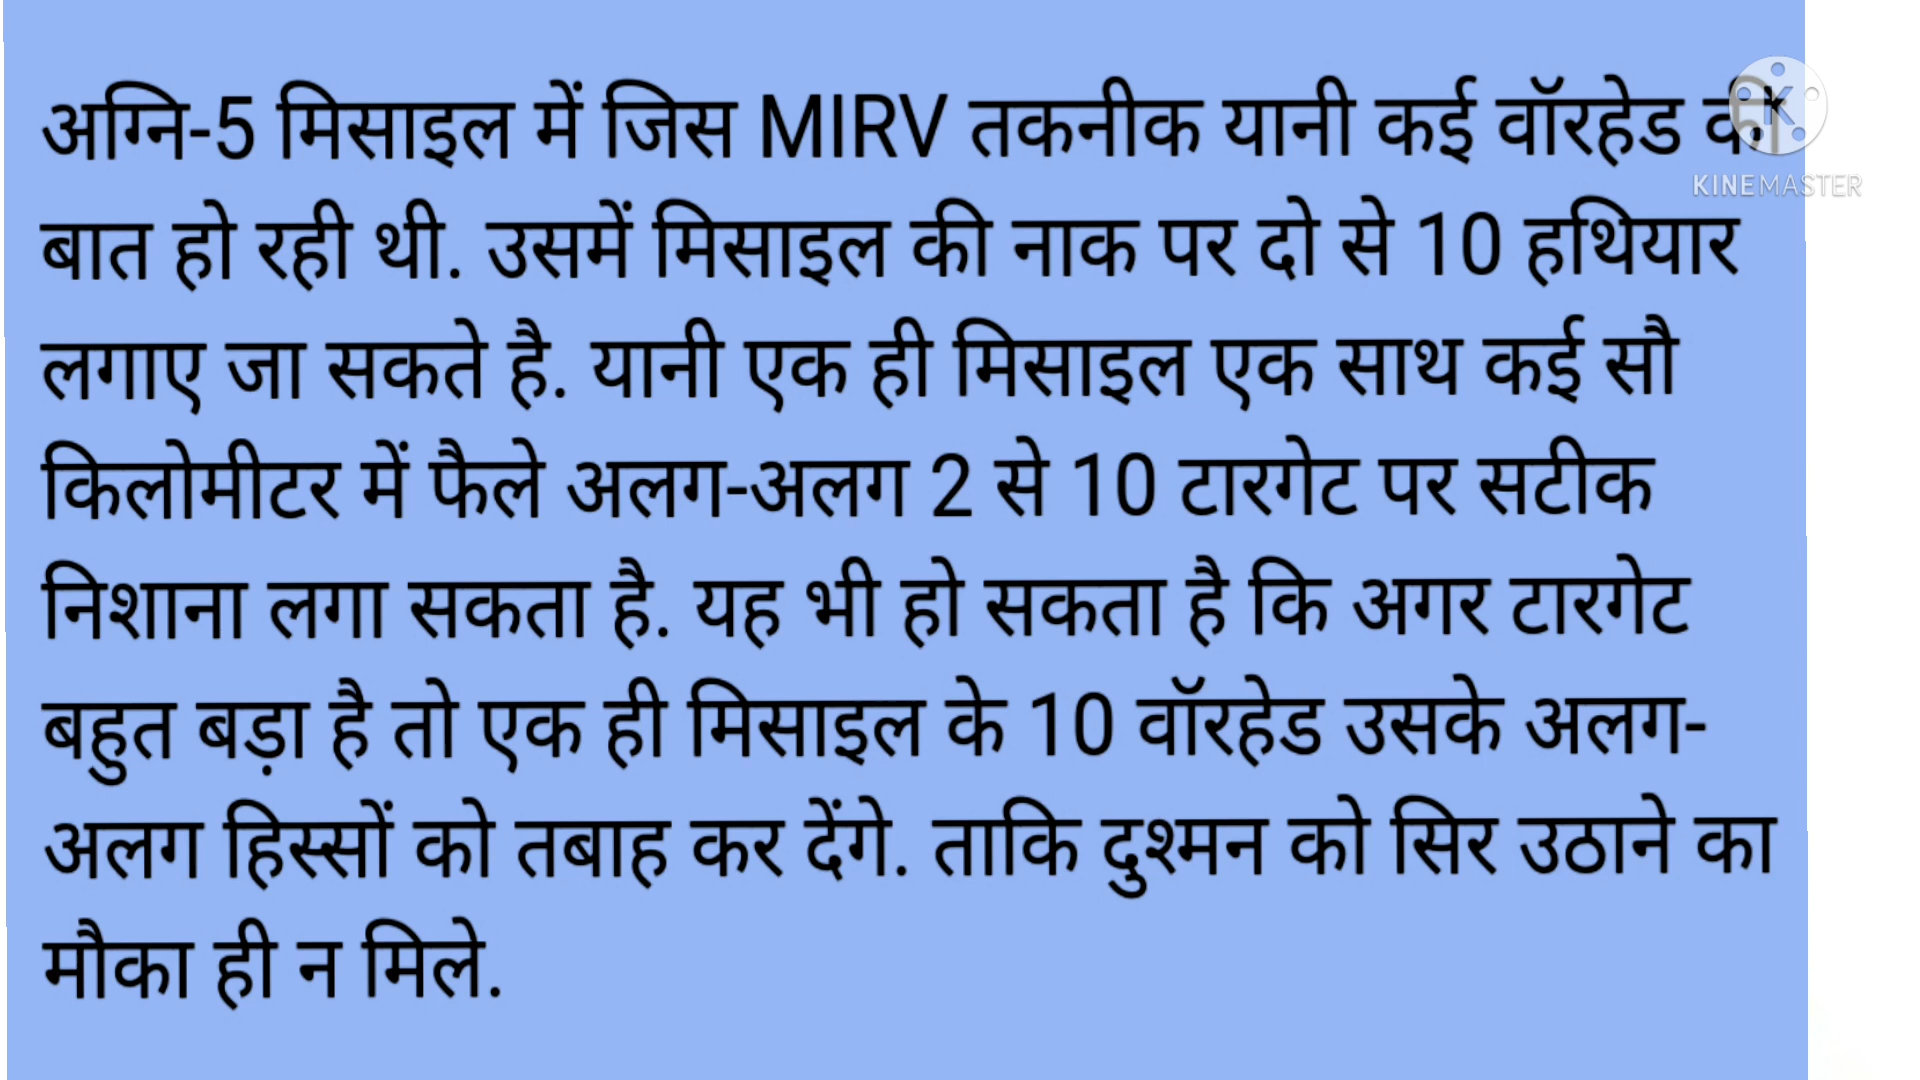 अग्नि-5 मिसाइल में जिस MIRV तकनीक यानी कई वॉरहेड की
बात हो रही थी. उसमें मिसाइल की नाक पर दो से 10 हथियार
लगाए जा सकते है. यानी एक ही मिसाइल एक साथ कई सौ
किलोमीटर में फैले अलग-अलग 2 से 10 टारगेट पर सटीक
निशाना लगा सकता है. यह भी हो सकता है कि अगर टारगेट
बहुत बड़ा है तो एक ही मिसाइल के 10 वॉरहेड उसके अलग-
अलग हिस्सों को तबाह कर देंगे. ताकि दुश्मन को सिर उठाने का
मौका ही न मिले.
K
KINEMASTER